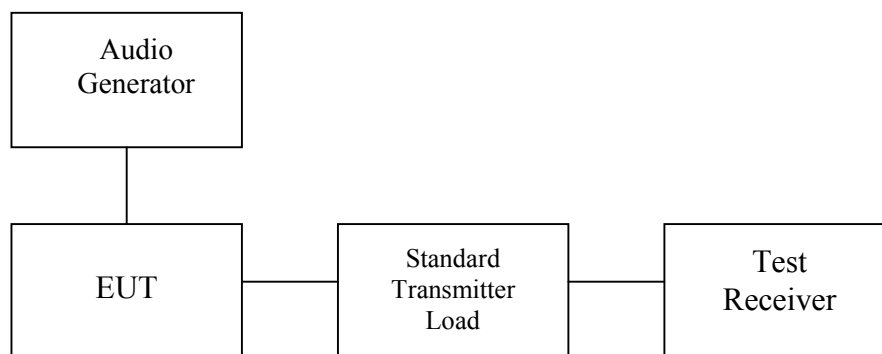 Audio
Generator
EUT
Standard
Transmitter
Load
Test
Receiver